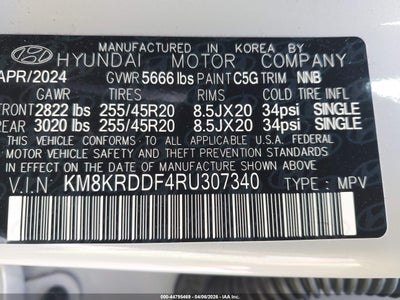 MANUFACTURED IN KOREA BY
HYUNDAI MOTOR COMPANY
APR/2024 GVWR 5666 lbs PAINT C5G TRIM NNB
GAWR TIRES RIMS COLD TIRE INFL
FRONT 2822 lbs 255/45R20 8.5JX20 34psi SINGLE
REAR 3020 lbs 255/45R20 8.5JX20 34psi SINGLE
THIS VEHICLE CONFORMS TO ALL APPLICABLE U.S.A. FEDERAL
MOTOR VEHICLE SAFETY AND THEFT PREVENTION STANDARDS
IN EFFECT ON THE DATE OF MANUFACTURE SHOWN ABOVE.
V.I.N KM8KRDDF4RU307340 TYPE : MPV
000-44795469 04/06/2026 IAA Inc.